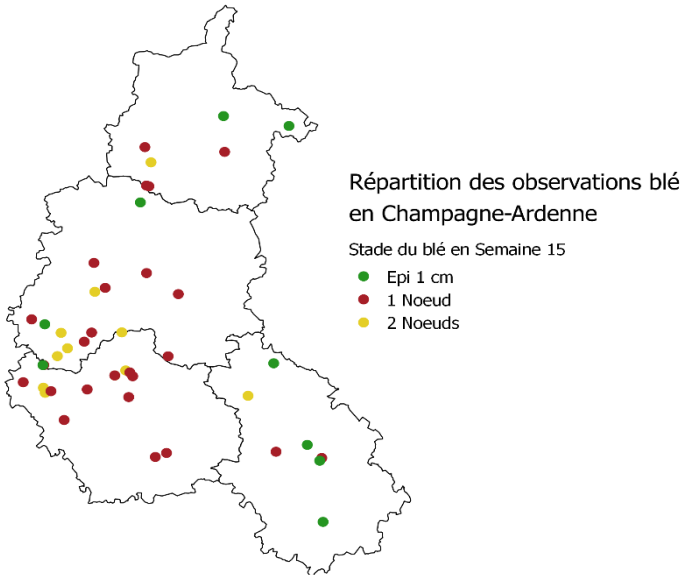 Répartition des observations blé
en Champagne-Ardenne
Stade du blé en Semaine 15
Epi 1 cm
1 Noeud
2 Noeuds